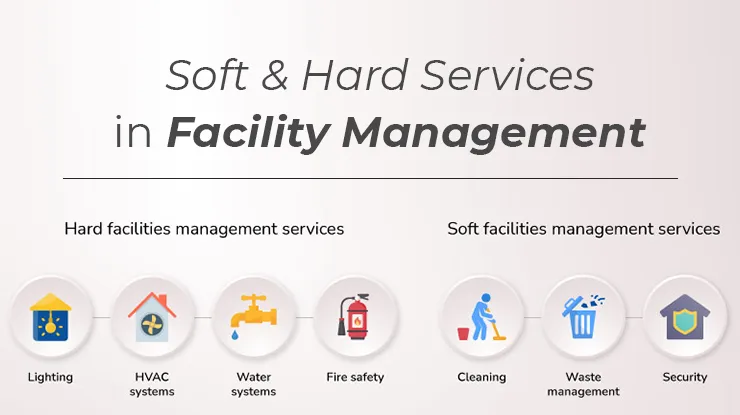 Soft & Hard Services
in Facility Management
Hard facilities management services
Soft facilities management services
Lighting
HVAC
systems
Water
systems
Fire safety
Cleaning
Waste
management
Security